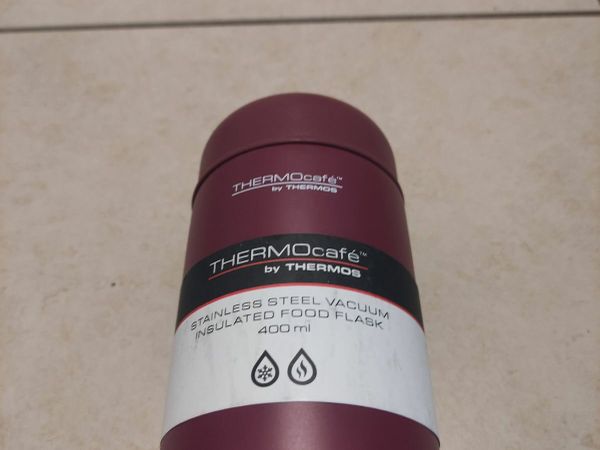 THERMOcafé™
by THERMOS
THERMOcafé™
by THERMOS
STAINLESS STEEL VACUUM
INSULATED FOOD FLASK
400 ml